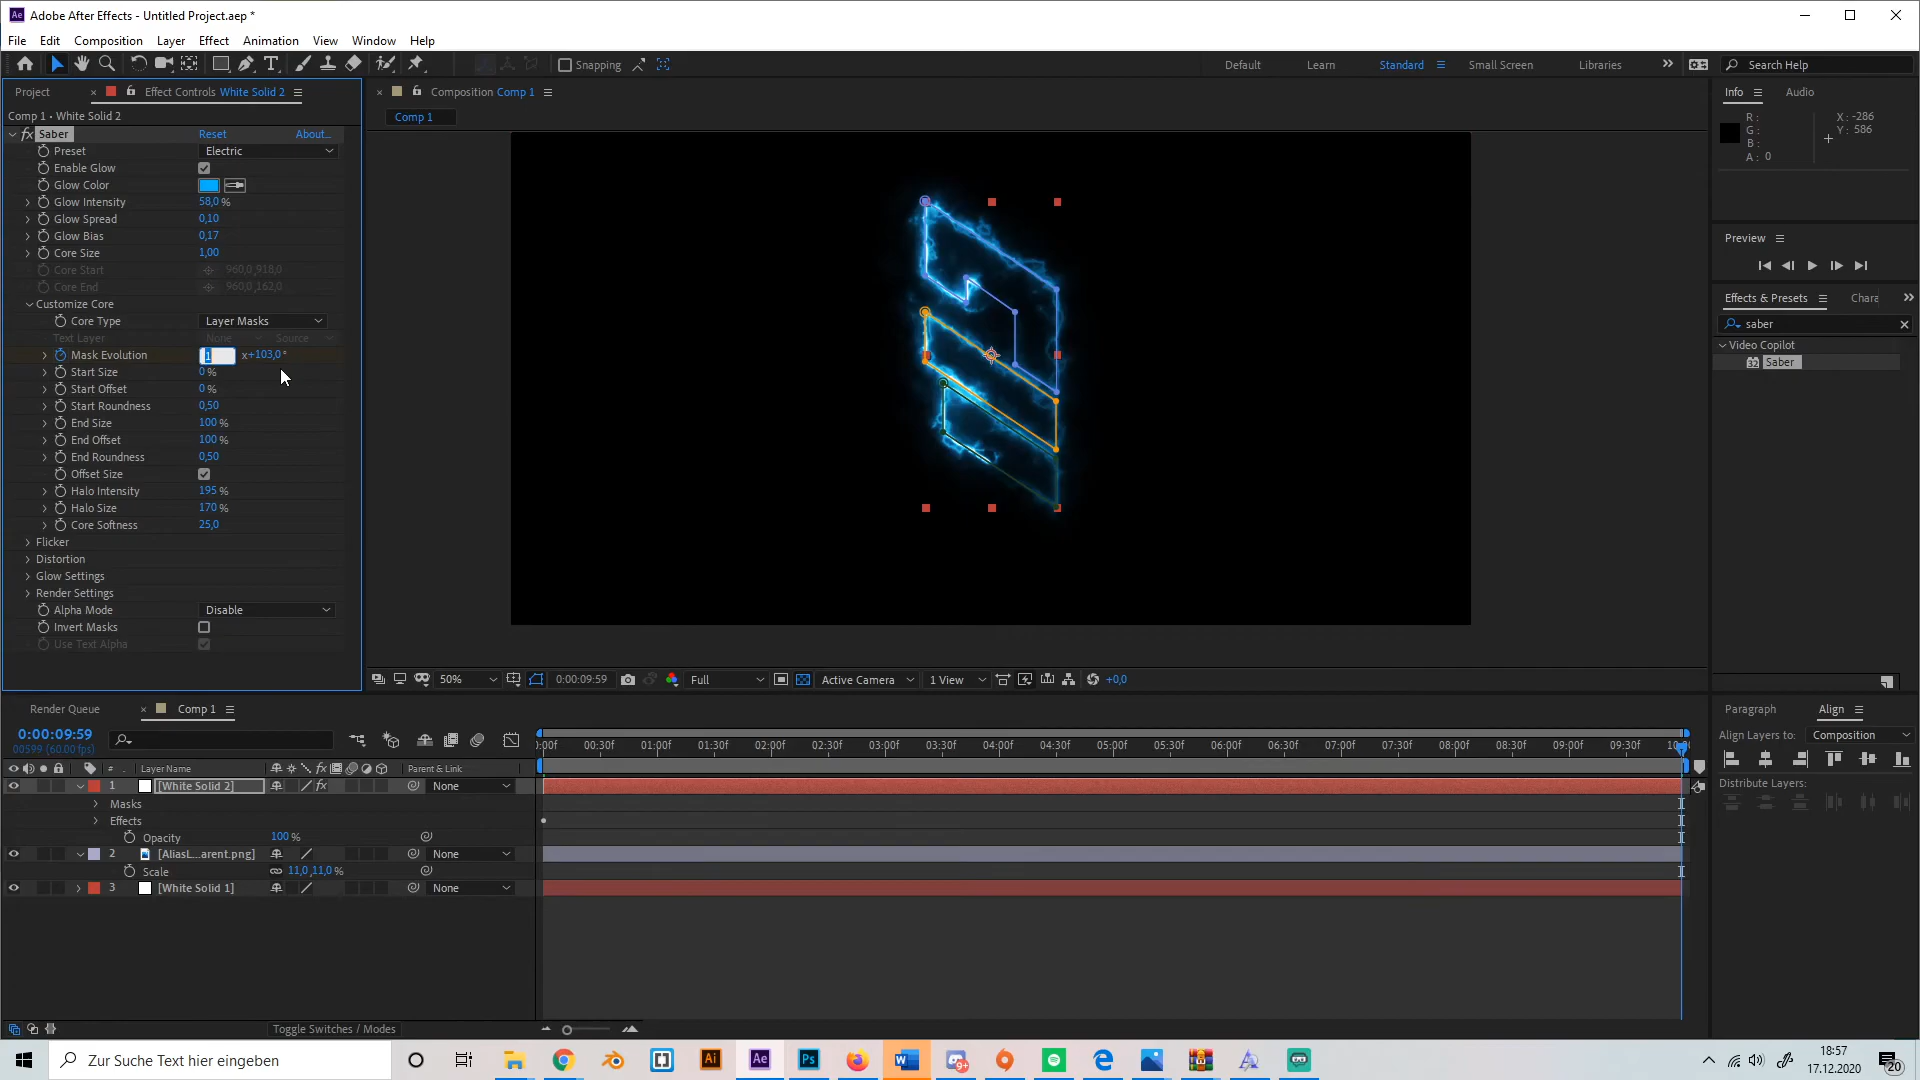 Adobe After Effects - Untitled Project.aep *
File Edit Composition Layer Effect Animation View Window Help
Snapping
Default Learn Standard Small Screen Libraries
Search Help
Project
Effect Controls White Solid 2
Comp 1 • White Solid 2
fx Saber Reset About...
Preset Electric
Enable Glow
Glow Color
Glow Intensity 58,0 %
Glow Spread 0,10
Glow Bias 0,17
Core Size 1,00
Core Start 960,0,918,0
Core End 960,0,162,0
Customize Core
Core Type Layer Masks
Text Layer None Source
Mask Evolution 1 x+103,0 °
Start Size 0 %
Start Offset 0 %
Start Roundness 0,50
End Size 100 %
End Offset 100 %
End Roundness 0,50
Offset Size
Halo Intensity 195 %
Halo Size 170 %
Core Softness 25,0
Flicker
Distortion
Glow Settings
Render Settings
Alpha Mode Disable
Invert Masks
Use Text Alpha
Composition Comp 1
Comp 1
50% 0:00:09:59 Full Active Camera 1 View +0,0
Info Audio
R :
G :
B :
A : 0
X : -286
Y : 586
Preview
Effects & Presets Chara
saber
Video Copilot
Saber
Render Queue
Comp 1
0:00:09:59
00599 (60.00 fps)
:00f 00:30f 01:00f 01:30f 02:00f 02:30f 03:00f 03:30f 04:00f 04:30f 05:00f 05:30f 06:00f 06:30f 07:00f 07:30f 08:00f 08:30f 09:00f 09:30f 10:0
# Layer Name fx Parent & Link
1 [White Solid 2] fx None
Masks
Effects
Opacity 100 %
2 [AliasL...arent.png] None
Scale 11,0,11,0 %
3 [White Solid 1] None
Toggle Switches / Modes
Paragraph Align
Align Layers to: Composition
Distribute Layers:
Zur Suche Text hier eingeben
Ai Ae Ps
9+
18:57
17.12.2020
20